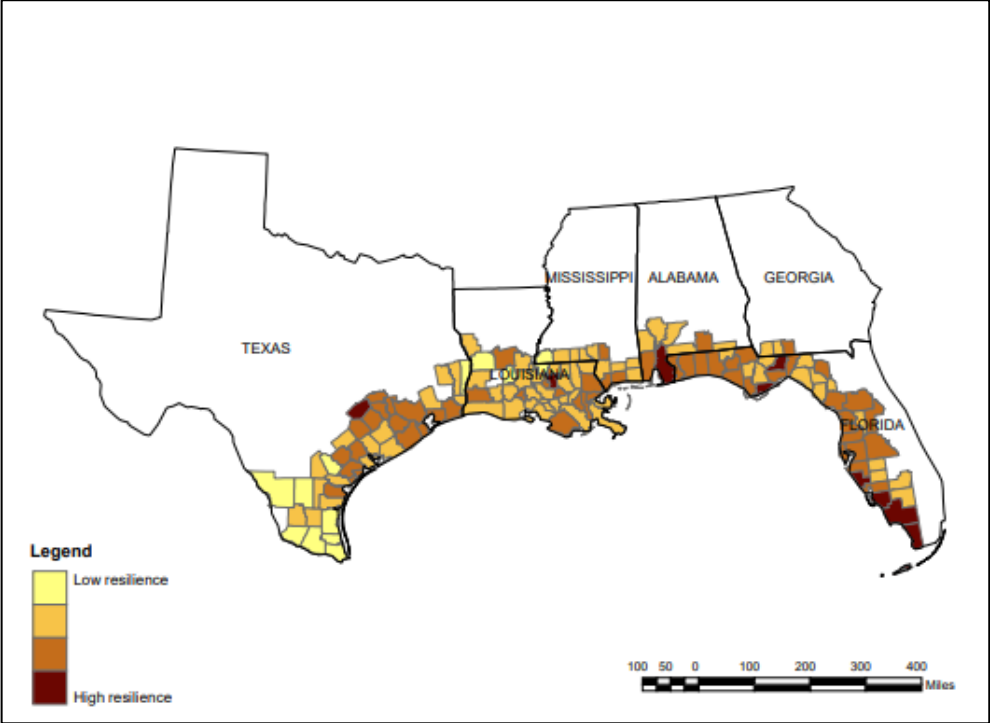 MISSISSIPPI
ALABAMA
GEORGIA
TEXAS
LOUISIANA
FLORIDA
Legend
Low resilience
High resilience
100 50 0 100 200 300 400
Miles